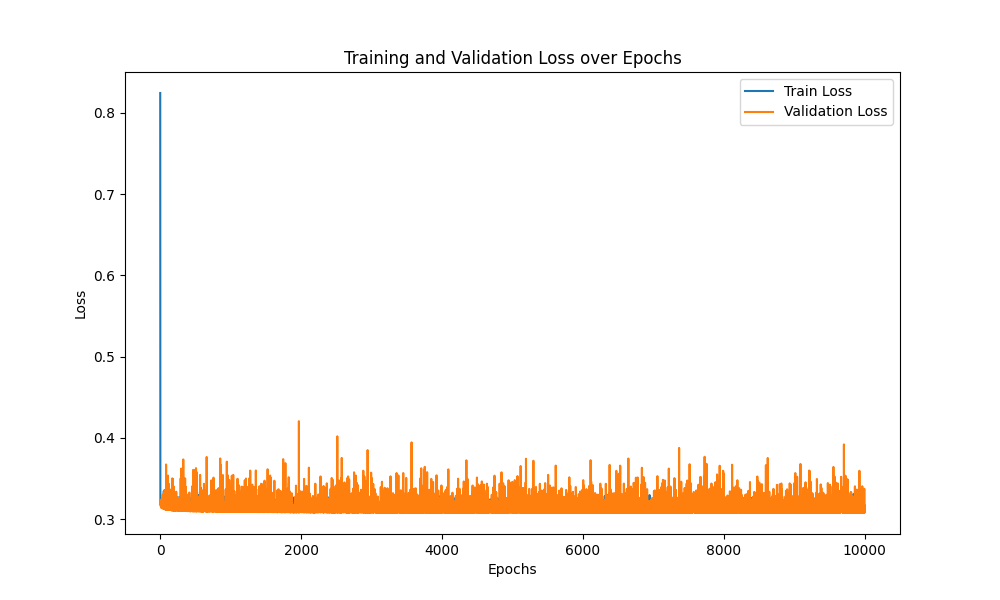 Training and Validation Loss over Epochs
Train Loss
Validation Loss
0.8
0.7
0.6
0.5
0.4
0.3
Loss
0
2000
4000
6000
8000
10000
Epochs